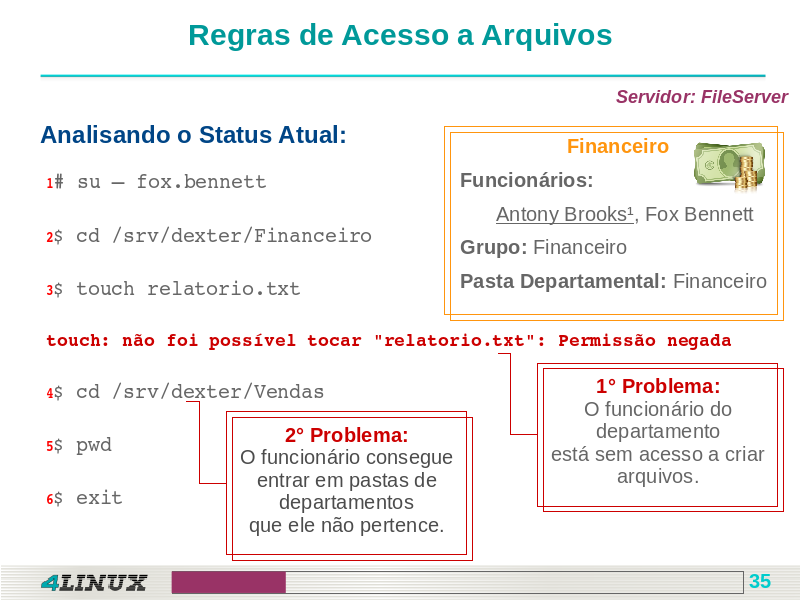 Regras de Acesso a Arquivos
Servidor: FileServer
Analisando o Status Atual:
1# su – fox.bennett
2$ cd /srv/dexter/Financeiro
3$ touch relatorio.txt
Financeiro
Funcionários:
Antony Brooks¹, Fox Bennett
Grupo: Financeiro
Pasta Departamental: Financeiro
touch: não foi possível tocar "relatorio.txt": Permissão negada
4$ cd /srv/dexter/Vendas
5$ pwd
6$ exit
2° Problema:
O funcionário consegue
entrar em pastas de
departamentos
que ele não pertence.
1° Problema:
O funcionário do
departamento
está sem acesso a criar
arquivos.
4LINUX
35